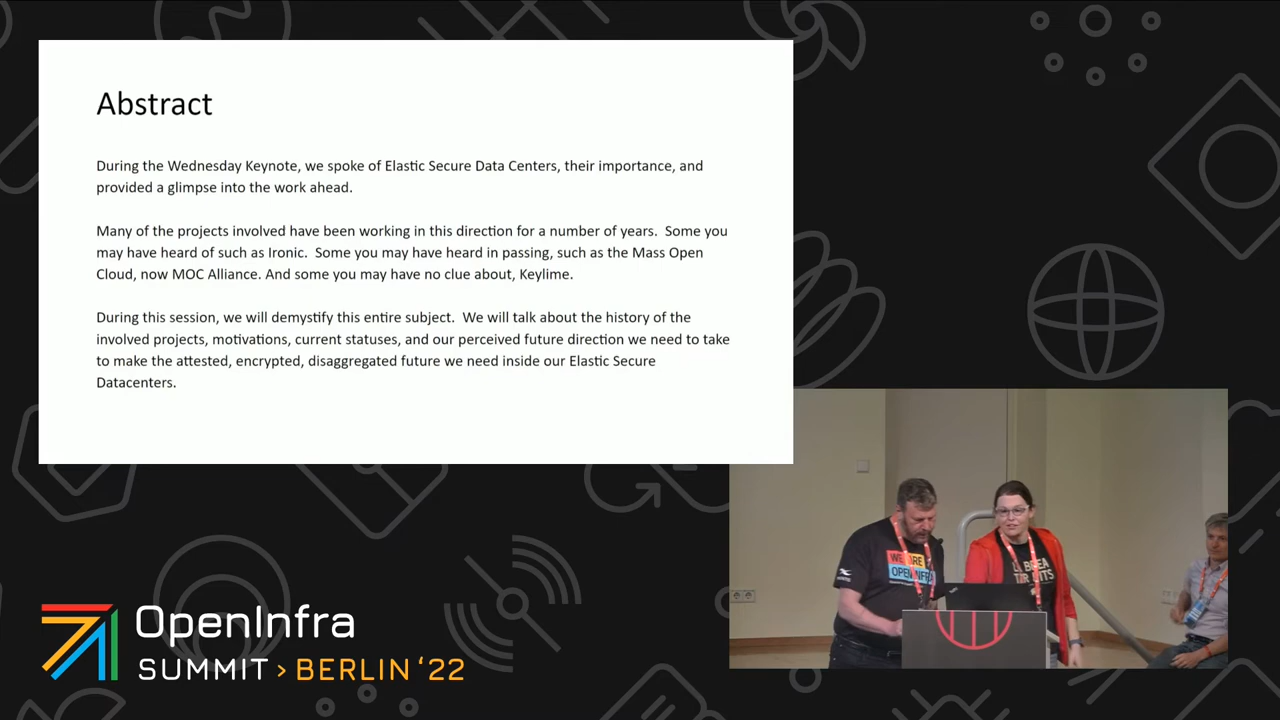 Abstract
During the Wednesday Keynote, we spoke of Elastic Secure Data Centers, their importance, and
provided a glimpse into the work ahead.
Many of the projects involved have been working in this direction for a number of years.  Some you
may have heard of such as Ironic.  Some you may have heard in passing, such as the Mass Open
Cloud, now MOC Alliance. And some you may have no clue about, Keylime.
During this session, we will demystify this entire subject.  We will talk about the history of the
involved projects, motivations, current statuses, and our perceived future direction we need to take
to make the attested, encrypted, disaggregated future we need inside our Elastic Secure
Datacenters.
WE ARE
OPENINFRA
OpenInfra
SUMMIT > BERLIN ‘22